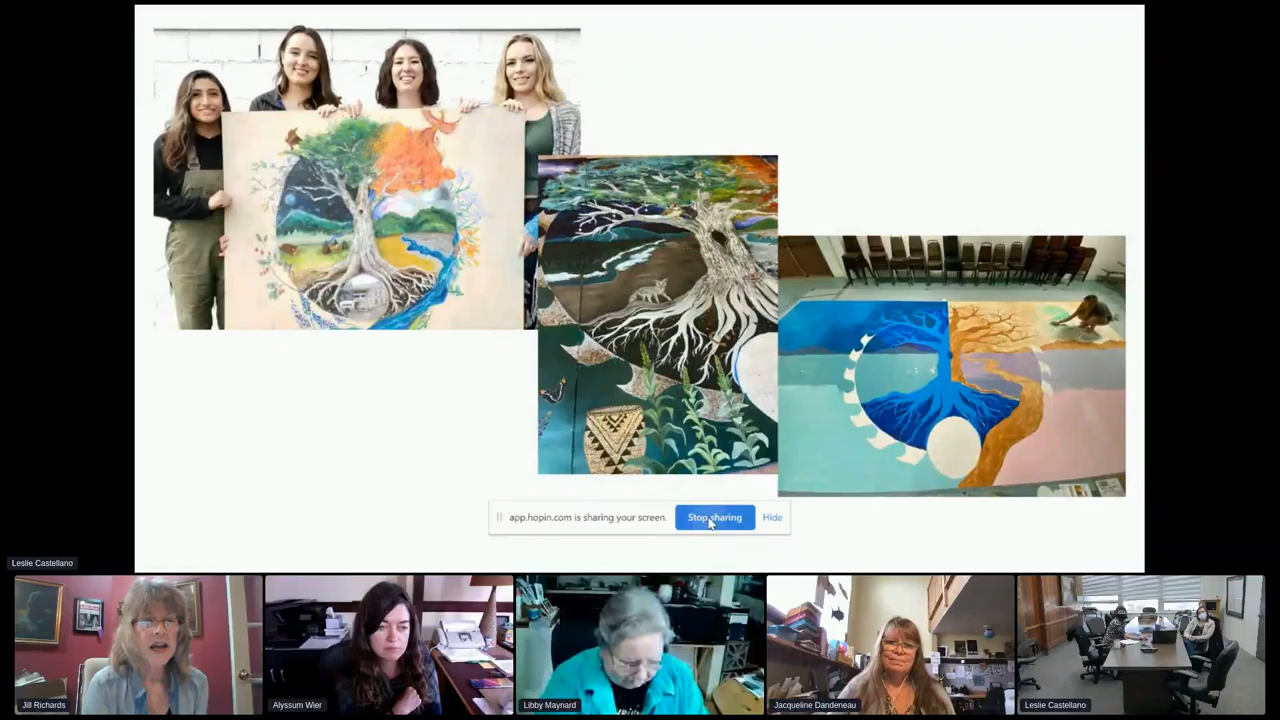 app.hopin.com is sharing your screen.
Stop sharing
Hide
Leslie Castellano
Jill Richards
Alyssum Wier
Libby Maynard
Jacqueline Dandeneau
Leslie Castellano